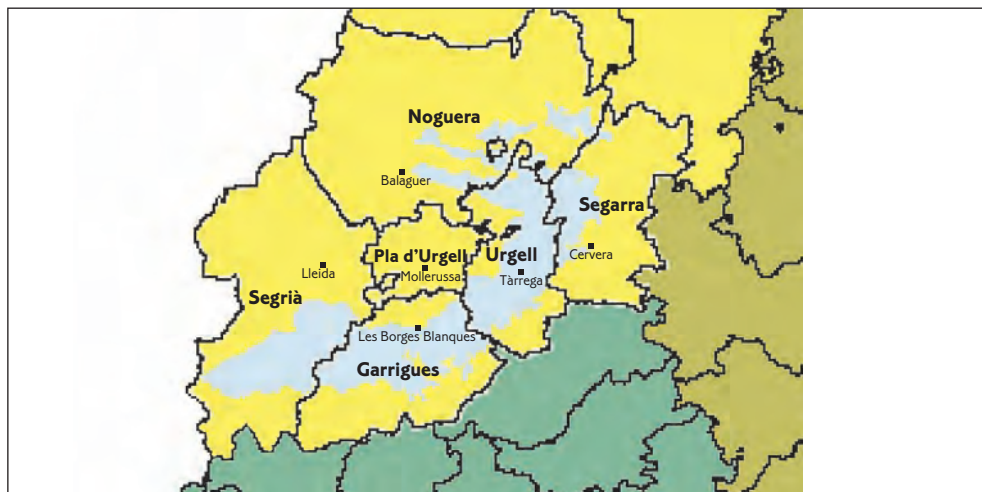 Noguera
Balaguer
Segarra
Pla d'Urgell
Urgell
Cervera
Lleida
Mollerussa
Tàrrega
Segrià
Les Borges Blanques
Garrigues